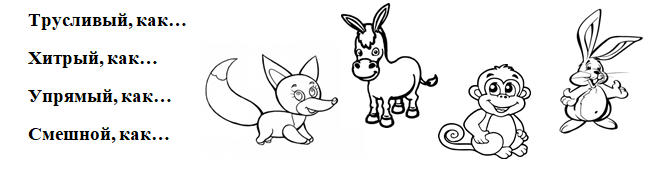 Трусливый, как…
Хитрый, как…
Упрямый, как…
Смешной, как…